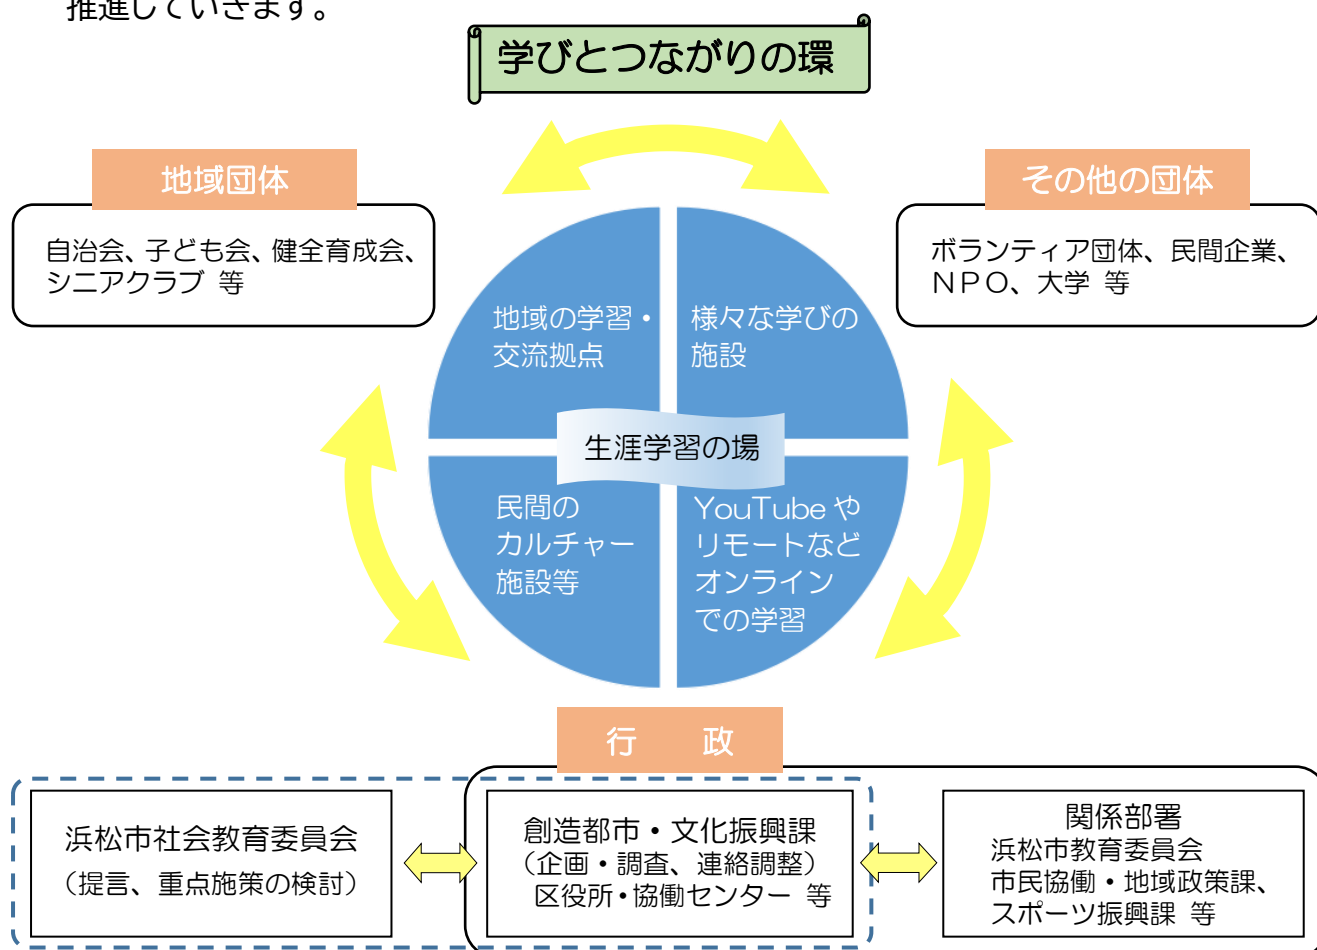 推進していきます。
学びとつながりの環
地域団体
自治会、子ども会、健全育成会、
シニアクラブ 等
その他の団体
ボランティア団体、民間企業、
ＮＰＯ、大学 等
地域の学習・
交流拠点
様々な学びの
施設
生涯学習の場
民間の
カルチャー
施設等
YouTube や
リモートなど
オンライン
での学習
行　　政
浜松市社会教育委員会
（提言、重点施策の検討）
創造都市・文化振興課
（企画・調査、連絡調整）
区役所・協働センター 等
関係部署
浜松市教育委員会
市民協働・地域政策課、
スポーツ振興課 等